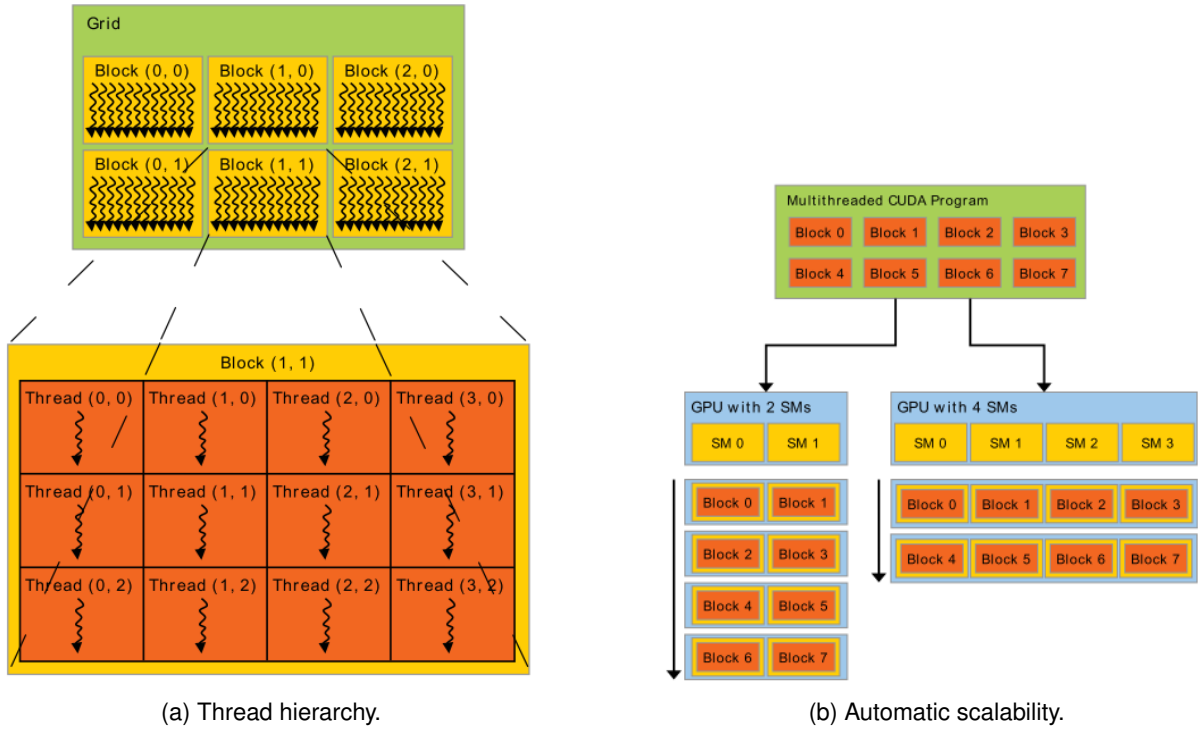 Grid
Block (0, 0) Block (1, 0) Block (2, 0)
Block (0, 1) Block (1, 1) Block (2, 1)
Block (1, 1)
Thread (0, 0) Thread (1, 0) Thread (2, 0) Thread (3, 0)
Thread (0, 1) Thread (1, 1) Thread (2, 1) Thread (3, 1)
Thread (0, 2) Thread (1, 2) Thread (2, 2) Thread (3, 2)
(a) Thread hierarchy.
Multithreaded CUDA Program
Block 0 Block 1 Block 2 Block 3
Block 4 Block 5 Block 6 Block 7
GPU with 2 SMs
SM 0 SM 1
Block 0 Block 1
Block 2 Block 3
Block 4 Block 5
Block 6 Block 7
GPU with 4 SMs
SM 0 SM 1 SM 2 SM 3
Block 0 Block 1 Block 2 Block 3
Block 4 Block 5 Block 6 Block 7
(b) Automatic scalability.